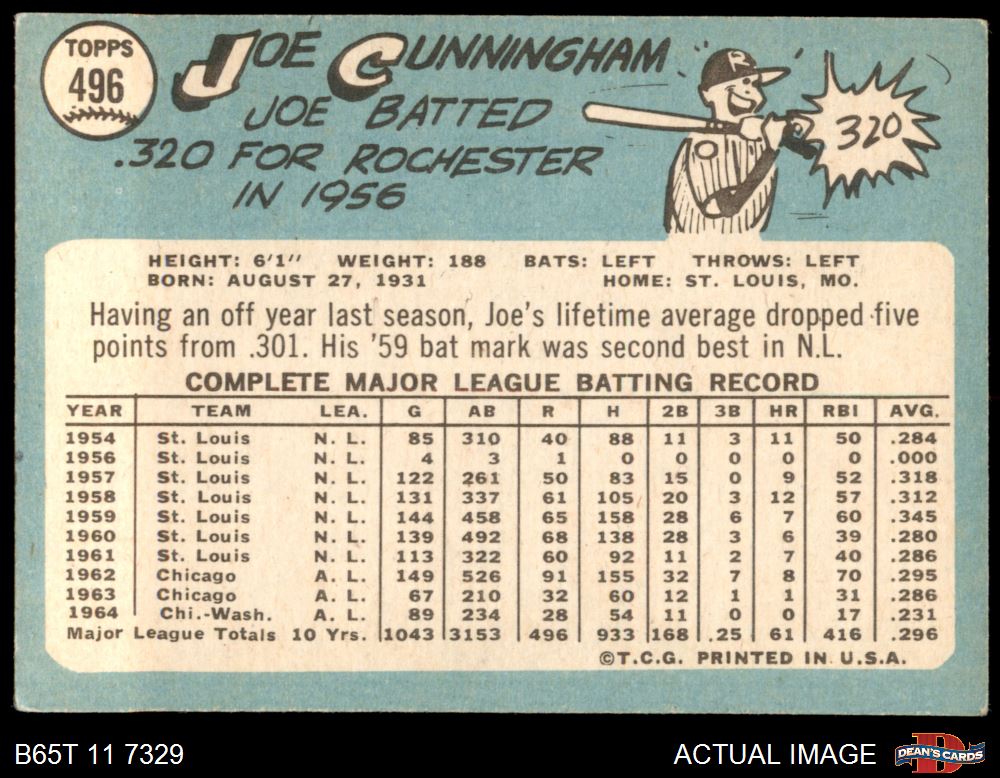 TOPPS
496
JOE CUNNINGHAM
JOE BATTED
.320 FOR ROCHESTER
IN 1956
R
320
HEIGHT: 6'1" WEIGHT: 188 BATS: LEFT THROWS: LEFT
BORN: AUGUST 27, 1931 HOME: ST. LOUIS, MO.
Having an off year last season, Joe's lifetime average dropped five
points from .301. His '59 bat mark was second best in N.L.
COMPLETE MAJOR LEAGUE BATTING RECORD
YEAR TEAM LEA. G AB R H 2B 3B HR RBI AVG.
1954 St. Louis N. L. 85 310 40 88 11 3 11 50 .284
1956 St. Louis N. L. 4 3 1 0 0 0 0 0 .000
1957 St. Louis N. L. 122 261 50 83 15 0 9 52 .318
1958 St. Louis N. L. 131 337 61 105 20 3 12 57 .312
1959 St. Louis N. L. 144 458 65 158 28 6 7 60 .345
1960 St. Louis N. L. 139 492 68 138 28 3 6 39 .280
1961 St. Louis N. L. 113 322 60 92 11 2 7 40 .286
1962 Chicago A. L. 149 526 91 155 32 7 8 70 .295
1963 Chicago A. L. 67 210 32 60 12 1 1 31 .286
1964 Chi.-Wash. A. L. 89 234 28 54 11 0 0 17 .231
Major League Totals 10 Yrs. 1043 3153 496 933 168 25 61 416 .296
©T.C.G. PRINTED IN U.S.A.
B65T 11 7329
ACTUAL IMAGE
DEAN'S CARDS